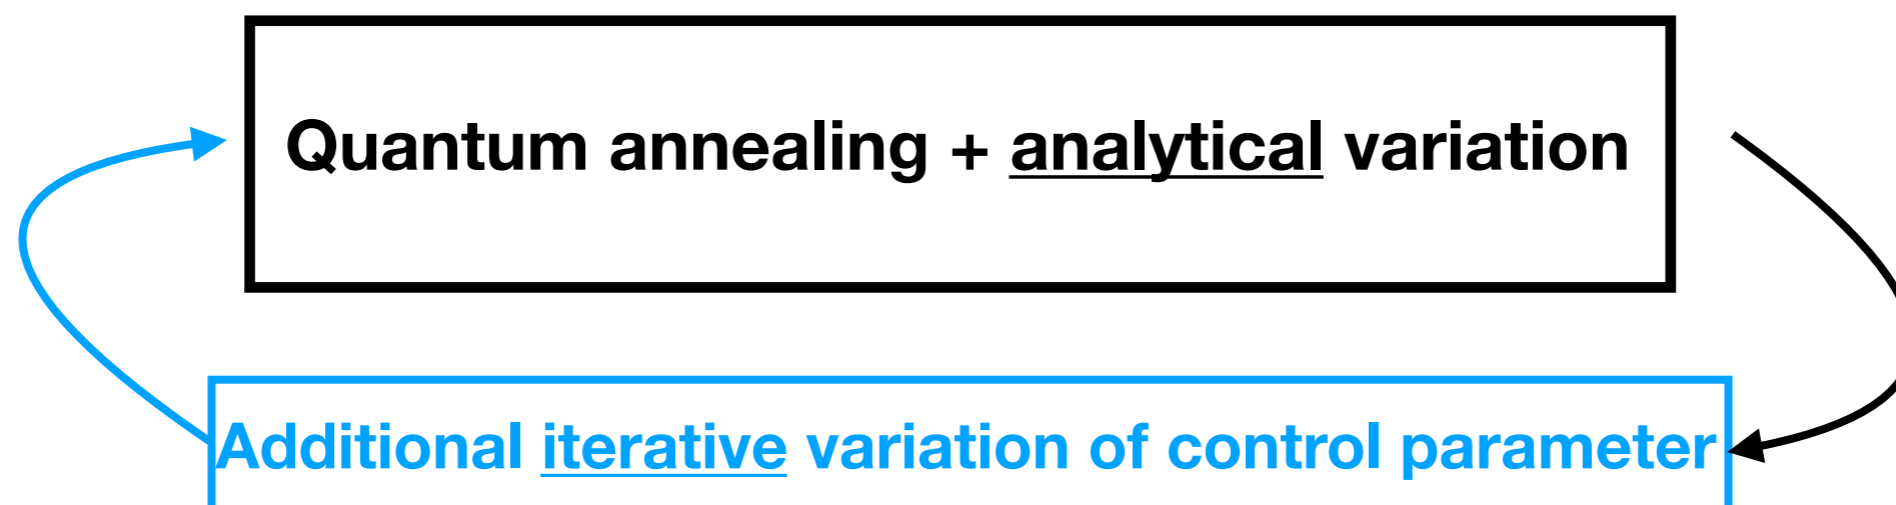 Quantum annealing + analytical variation
Additional iterative variation of control parameter